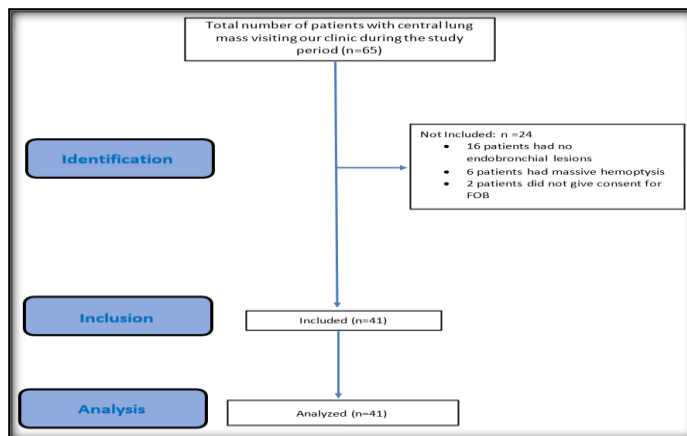 Total number of patients with central lung
mass visiting our clinic during the study
period (n=65)
Identification
Not Included: n =24
• 16 patients had no
endobronchial lesions
• 6 patients had massive hemoptysis
• 2 patients did not give consent for
FOB
Inclusion
Included (n=41)
Analysis
Analyzed (n=41)